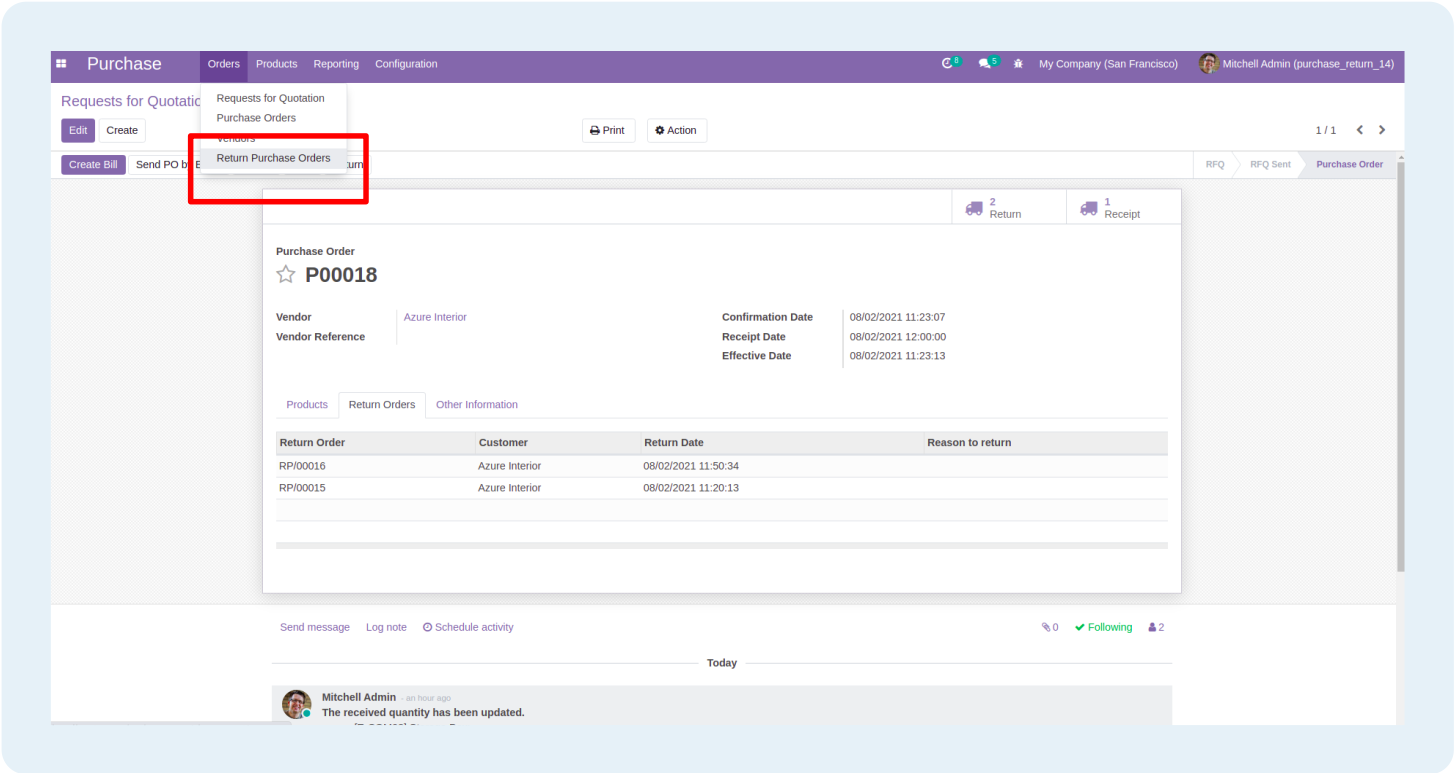 Purchase Orders Products Reporting Configuration 8 5 My Company (San Francisco) Mitchell Admin (purchase_return_14)
Requests for Quotation
Purchase Orders
Vendors
Return Purchase Orders
Requests for
Edit Create Print Action 1 / 1
Create Bill Send PO RFQ RFQ Sent Purchase Order
2
Return
1
Receipt
Purchase Order
P00018
Vendor Azure Interior Confirmation Date 08/02/2021 11:23:07
Vendor Reference Receipt Date 08/02/2021 12:00:00
Effective Date 08/02/2021 11:23:13
Products Return Orders Other Information
Return Order Customer Return Date Reason to return
RP/00016 Azure Interior 08/02/2021 11:50:34
RP/00015 Azure Interior 08/02/2021 11:20:13
Send message Log note Schedule activity 0 Following 2
Today
Mitchell Admin - an hour ago
The received quantity has been updated.